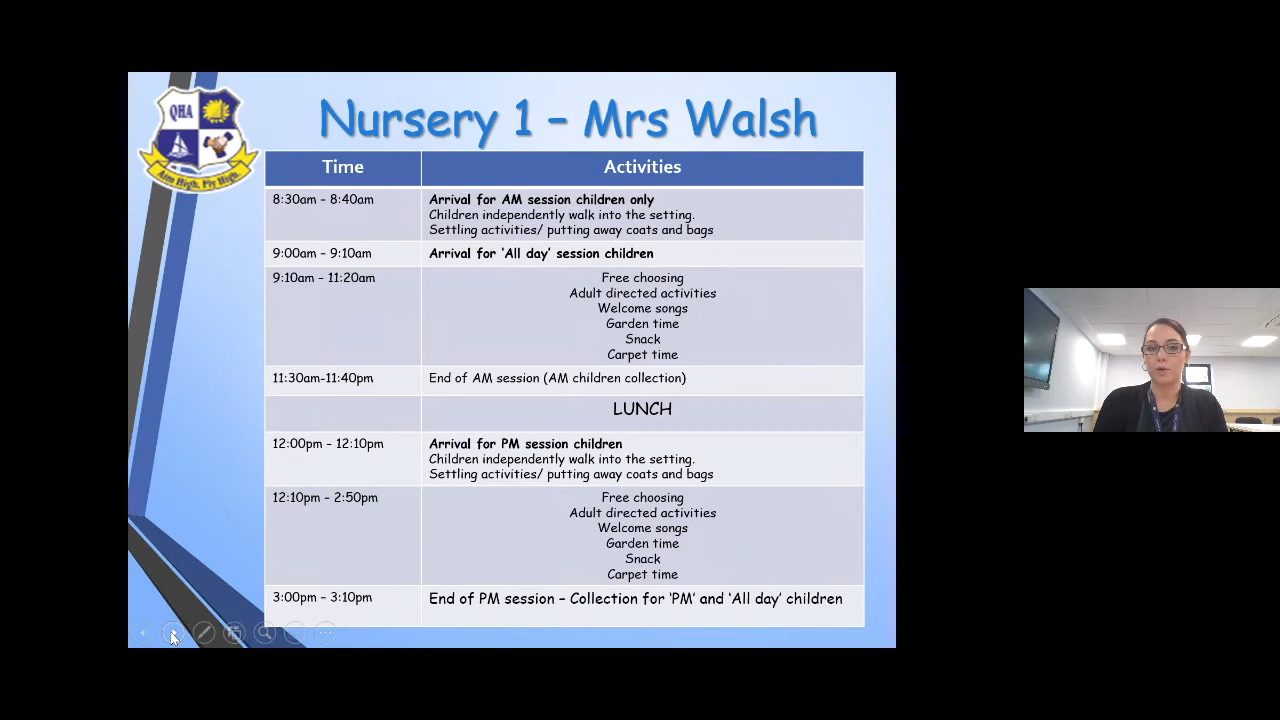 QHA
Aim High, Fly High.
Nursery 1 – Mrs Walsh
Time Activities
8:30am – 8:40am Arrival for AM session children only
Children independently walk into the setting.
Settling activities/ putting away coats and bags
9:00am – 9:10am Arrival for ‘All day’ session children
9:10am – 11:20am Free choosing
Adult directed activities
Welcome songs
Garden time
Snack
Carpet time
11:30am-11:40pm End of AM session (AM children collection)
LUNCH
12:00pm – 12:10pm Arrival for PM session children
Children independently walk into the setting.
Settling activities/ putting away coats and bags
12:10pm – 2:50pm Free choosing
Adult directed activities
Welcome songs
Garden time
Snack
Carpet time
3:00pm – 3:10pm End of PM session – Collection for ‘PM’ and ‘All day’ children